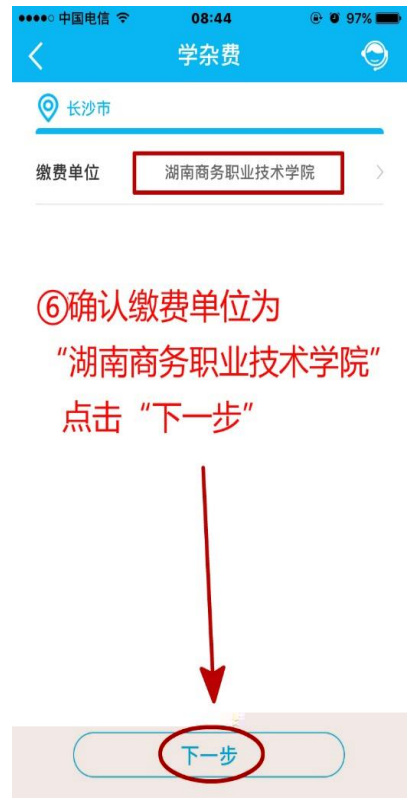 中国电信 08:44 97%
学杂费
长沙市
缴费单位 湖南商务职业技术学院
⑥确认缴费单位为
“湖南商务职业技术学院”
点击“下一步”
下一步